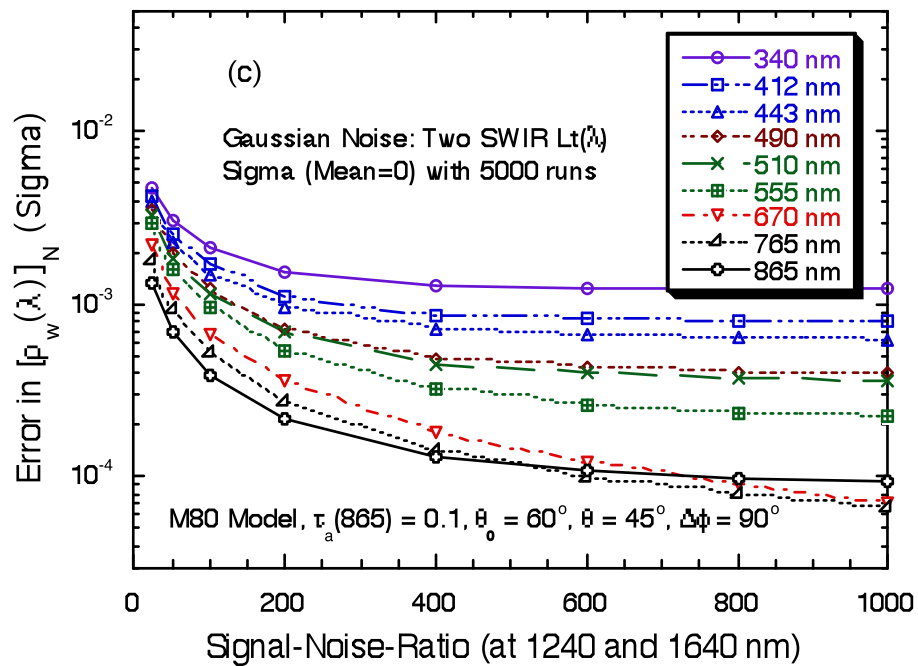 (c)
Gaussian Noise: Two SWIR Lt(λ)
Sigma (Mean=0) with 5000 runs
340 nm
412 nm
443 nm
490 nm
510 nm
555 nm
670 nm
765 nm
865 nm
Error in [ρw(λ)]N (Sigma)
10-2
10-3
10-4
M80 Model, τa(865) = 0.1, θo = 60°, θ = 45°, Δϕ = 90°
0 200 400 600 800 1000
Signal-Noise-Ratio (at 1240 and 1640 nm)